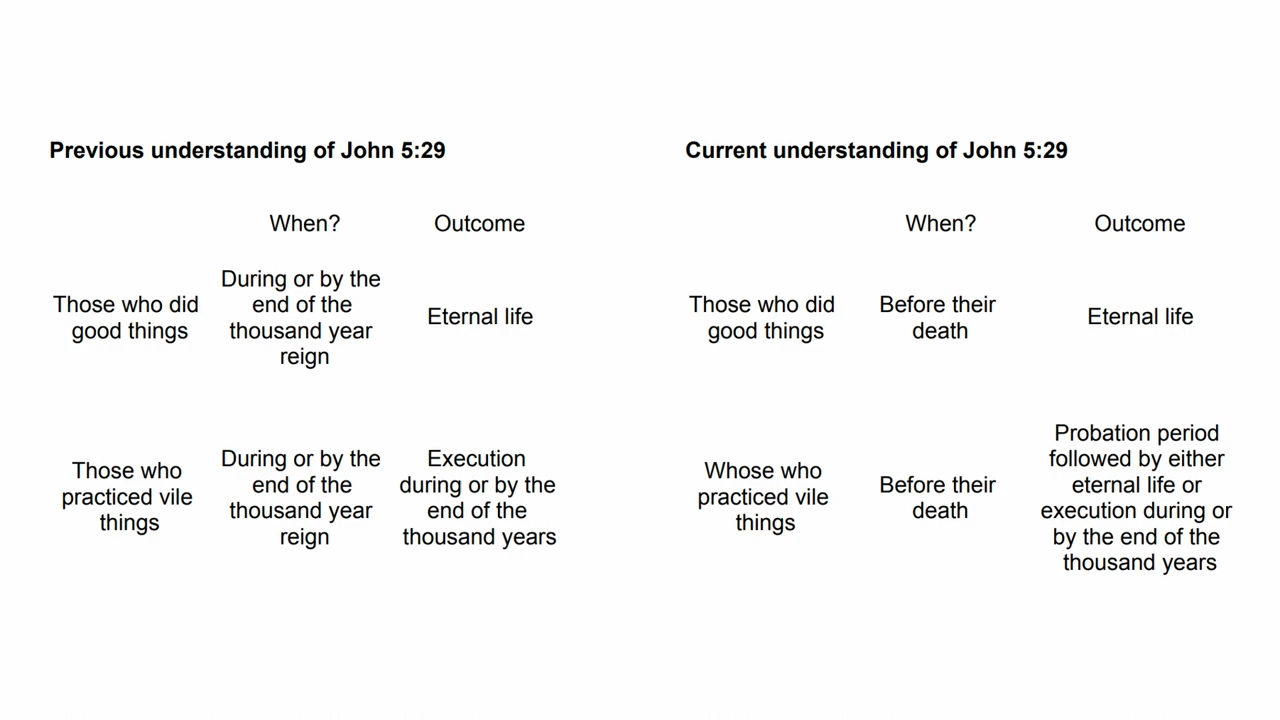 Previous understanding of John 5:29
When?
Outcome
Those who did
good things
During or by the
end of the
thousand year
reign
Eternal life
Those who
practiced vile
things
During or by the
end of the
thousand year
reign
Execution
during or by the
end of the
thousand years
Current understanding of John 5:29
When?
Outcome
Those who did
good things
Before their
death
Eternal life
Whose who
practiced vile
things
Before their
death
Probation period
followed by either
eternal life or
execution during or
by the end of the
thousand years